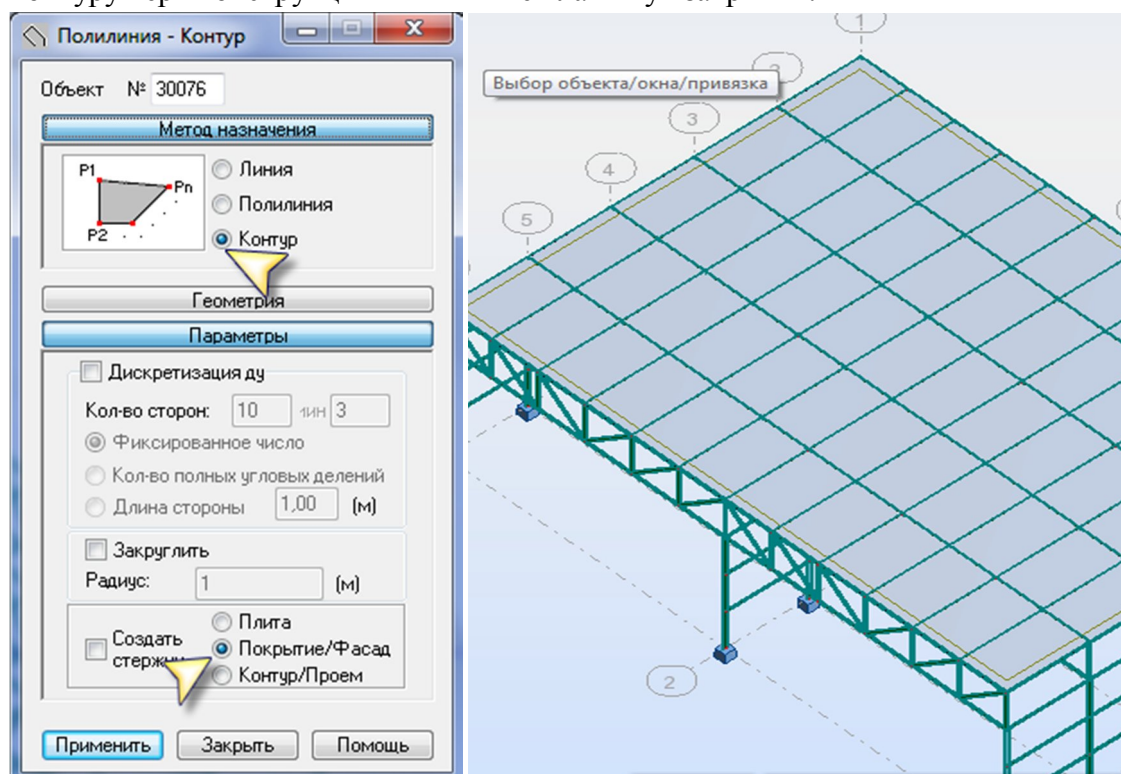 Полилиния - Контур
Объект № 30076
Метод назначения
P1
Pn
P2
Линия
Полилиния
Контур
Геометрия
Параметры
Дискретизация ду
Кол-во сторон: 10 3
Фиксированное число
Кол-во полных угловых делений
Длина стороны 1,00 (м)
Закруглить
Радиус: 1 (м)
Создать
Плита
Покрытие/Фасад
Контур/Проем
Применить Закрыть Помощь
Выбор объекта/окна/привязка
1
3
4
5
2